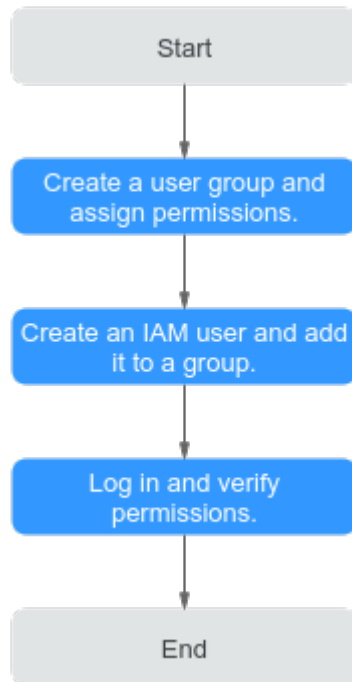 Start
Create a user group and
assign permissions.
Create an IAM user and add
it to a group.
Log in and verify
permissions.
End